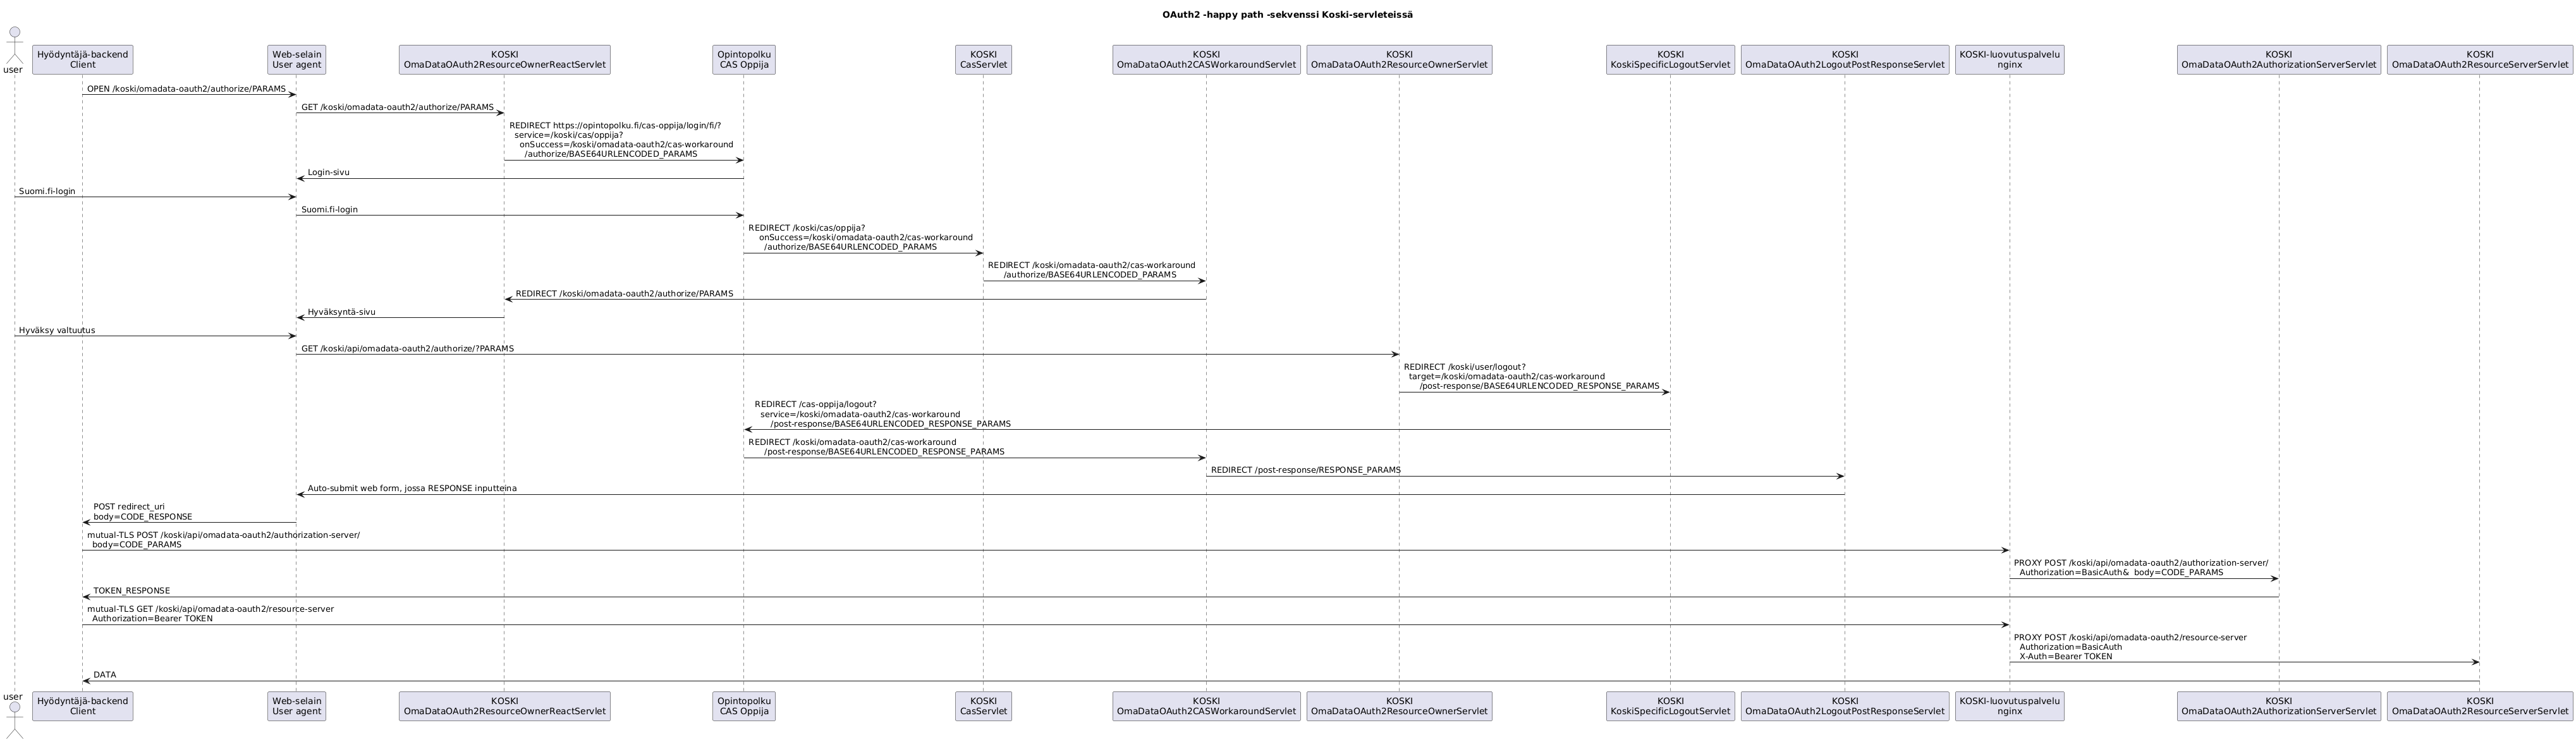 OAuth2 -happy path -sekvenssi Koski-servleteissä
user
Hyödyntäjä-backend
Client
Web-selain
User agent
KOSKI
OmaDataOAuth2ResourceOwnerReactServlet
Opintopolku
CAS Oppija
KOSKI
CasServlet
KOSKI
OmaDataOAuth2CASWorkaroundServlet
KOSKI
OmaDataOAuth2ResourceOwnerServlet
KOSKI
KoskiSpecificLogoutServlet
KOSKI
OmaDataOAuth2LogoutPostResponseServlet
KOSKI-luovutuspalvelu
nginx
KOSKI
OmaDataOAuth2AuthorizationServerServlet
KOSKI
OmaDataOAuth2ResourceServerServlet
OPEN /koski/omadata-oauth2/authorize/PARAMS
GET /koski/omadata-oauth2/authorize/PARAMS
REDIRECT https://opintopolku.fi/cas-oppija/login/fi/?
service=/koski/cas/oppija?
onSuccess=/koski/omadata-oauth2/cas-workaround
/authorize/BASE64URLENCODED_PARAMS
Login-sivu
Suomi.fi-login
Suomi.fi-login
REDIRECT /koski/cas/oppija?
onSuccess=/koski/omadata-oauth2/cas-workaround
/authorize/BASE64URLENCODED_PARAMS
REDIRECT /koski/omadata-oauth2/cas-workaround
/authorize/BASE64URLENCODED_PARAMS
REDIRECT /koski/omadata-oauth2/authorize/PARAMS
Hyväksyntä-sivu
Hyväksy valtuutus
GET /koski/api/omadata-oauth2/authorize/?PARAMS
REDIRECT /koski/user/logout?
target=/koski/omadata-oauth2/cas-workaround
/post-response/BASE64URLENCODED_RESPONSE_PARAMS
REDIRECT /cas-oppija/logout?
service=/koski/omadata-oauth2/cas-workaround
/post-response/BASE64URLENCODED_RESPONSE_PARAMS
REDIRECT /koski/omadata-oauth2/cas-workaround
/post-response/BASE64URLENCODED_RESPONSE_PARAMS
REDIRECT /post-response/RESPONSE_PARAMS
Auto-submit web form, jossa RESPONSE inputteina
POST redirect_uri
body=CODE_RESPONSE
mutual-TLS POST /koski/api/omadata-oauth2/authorization-server/
body=CODE_PARAMS
PROXY POST /koski/api/omadata-oauth2/authorization-server/
Authorization=BasicAuth&  body=CODE_PARAMS
TOKEN_RESPONSE
mutual-TLS GET /koski/api/omadata-oauth2/resource-server
Authorization=Bearer TOKEN
PROXY POST /koski/api/omadata-oauth2/resource-server
Authorization=BasicAuth
X-Auth=Bearer TOKEN
DATA
user
Hyödyntäjä-backend
Client
Web-selain
User agent
KOSKI
OmaDataOAuth2ResourceOwnerReactServlet
Opintopolku
CAS Oppija
KOSKI
CasServlet
KOSKI
OmaDataOAuth2CASWorkaroundServlet
KOSKI
OmaDataOAuth2ResourceOwnerServlet
KOSKI
KoskiSpecificLogoutServlet
KOSKI
OmaDataOAuth2LogoutPostResponseServlet
KOSKI-luovutuspalvelu
nginx
KOSKI
OmaDataOAuth2AuthorizationServerServlet
KOSKI
OmaDataOAuth2ResourceServerServlet